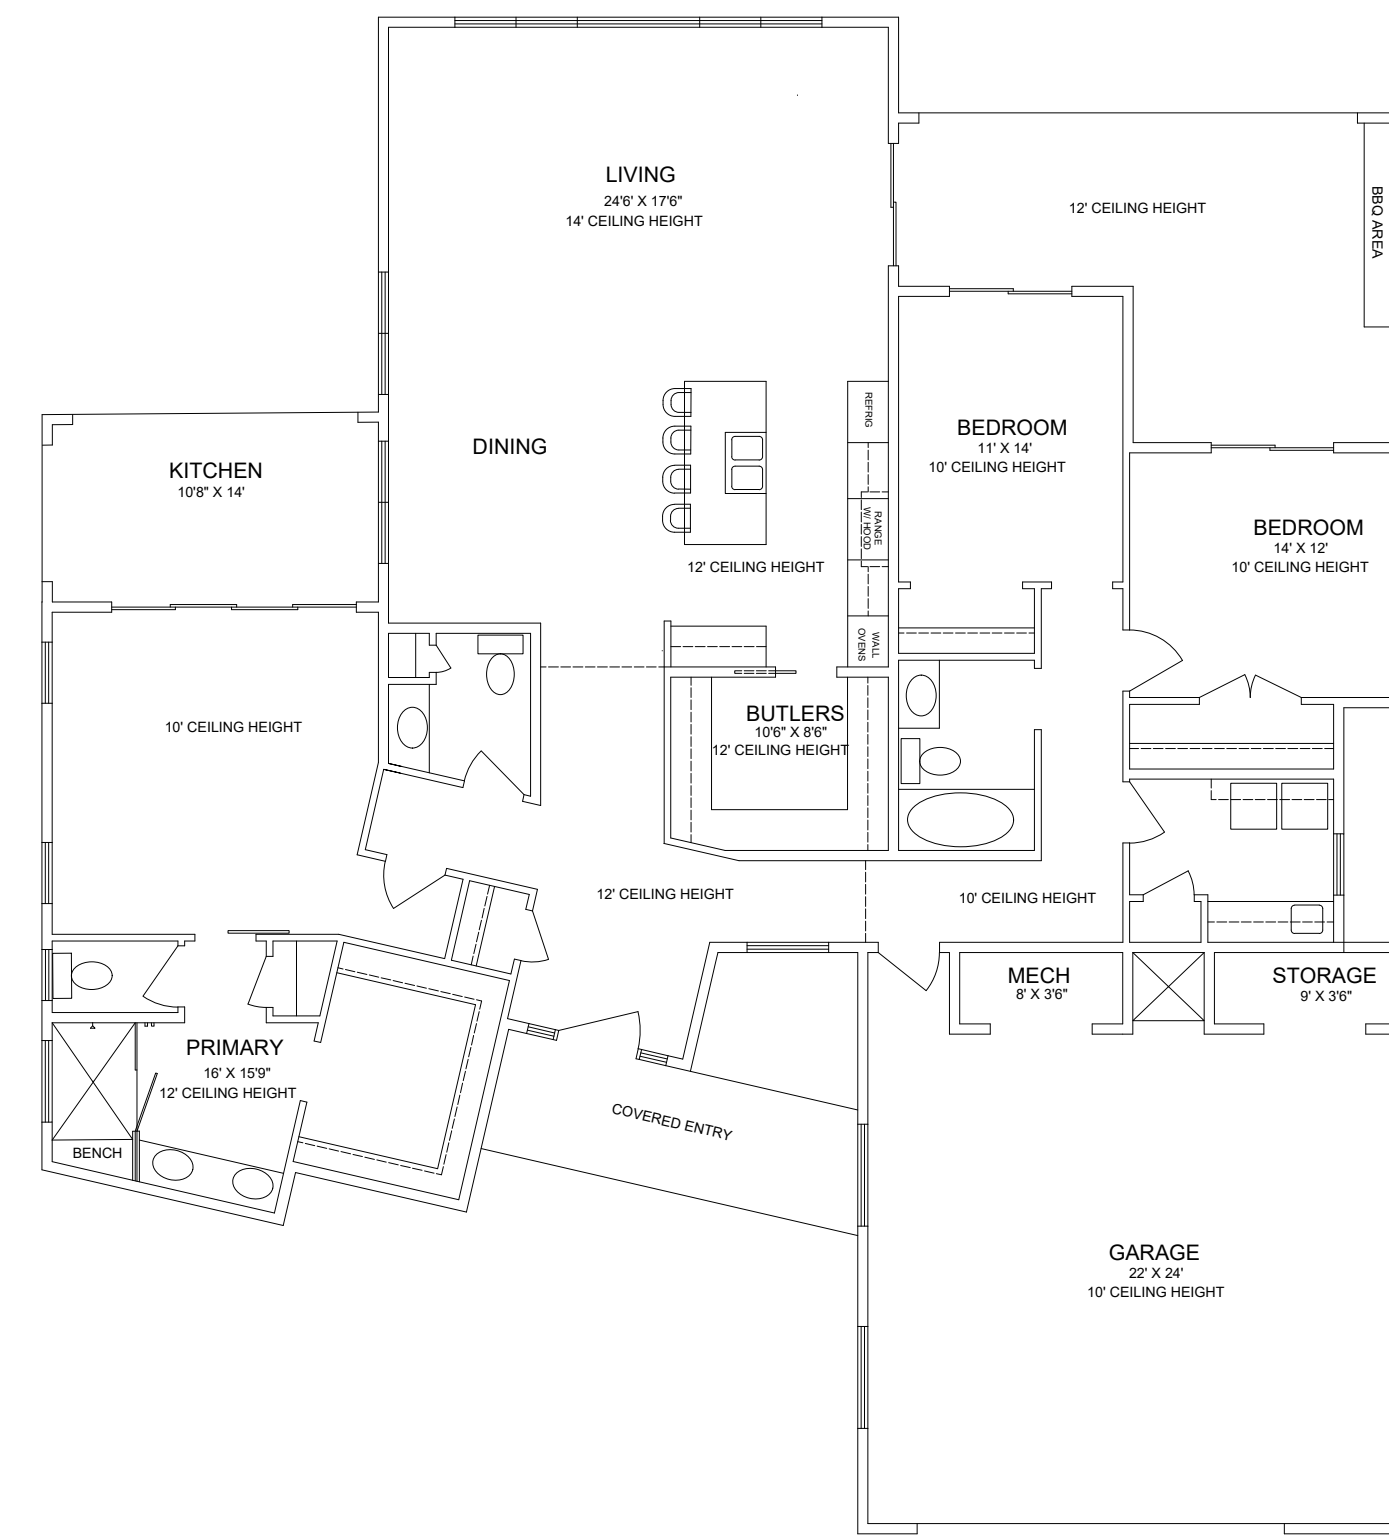 LIVING
24'6' X 17'6"
14' CEILING HEIGHT
12' CEILING HEIGHT
BBQ AREA
REFRIG
DINING
BEDROOM
11' X 14'
10' CEILING HEIGHT
KITCHEN
10'8" X 14'
RANGE
W/ HOOD
BEDROOM
14' X 12'
10' CEILING HEIGHT
12' CEILING HEIGHT
WALL
OVENS
10' CEILING HEIGHT
BUTLERS
10'6" X 8'6"
12' CEILING HEIGHT
12' CEILING HEIGHT
10' CEILING HEIGHT
MECH
8' X 3'6"
STORAGE
9' X 3'6"
PRIMARY
16' X 15'9"
12' CEILING HEIGHT
COVERED ENTRY
BENCH
GARAGE
22' X 24'
10' CEILING HEIGHT